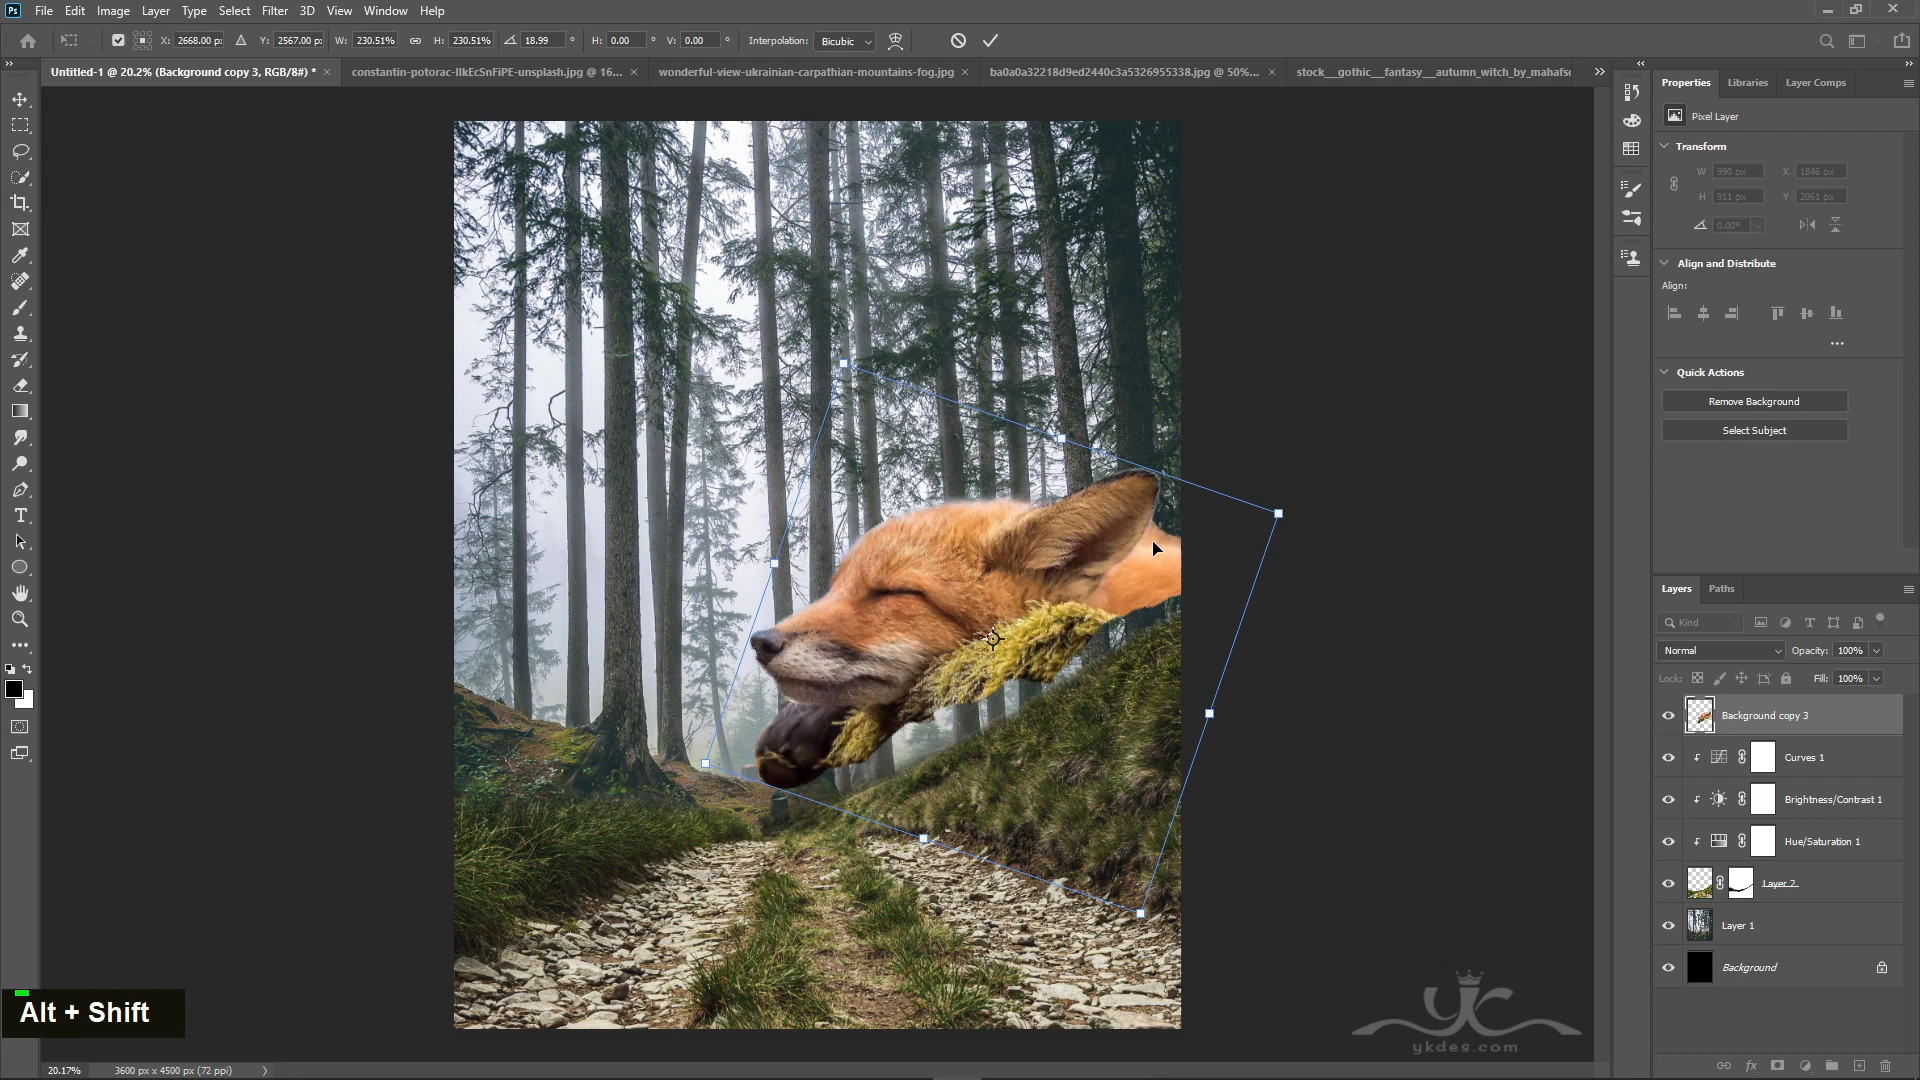 Ps File Edit Image Layer Type Select Filter 3D View Window Help
X: 2668.00 px Y: 2567.00 px W: 230.51% H: 230.51% 18.99 ° H: 0.00 ° V: 0.00 ° Interpolation: Bicubic
Untitled-1 @ 20.2% (Background copy 3, RGB/8#) * × constantin-potorac-IIkEcSnFiPE-unsplash.jpg @ 16... × wonderful-view-ukrainian-carpathian-mountains-fog.jpg × ba0a0a32218d9ed2440c3a5326955338.jpg @ 50%... × stock__gothic__fantasy__autumn_witch_by_mahafs
Properties Libraries Layer Comps
Pixel Layer
Transform
W 990 px X 1846 px
H 911 px Y 2061 px
0.00°
Align and Distribute
Align:
Quick Actions
Remove Background
Select Subject
Layers Paths
Kind
Normal Opacity: 100%
Lock: Fill: 100%
Background copy 3
Curves 1
Brightness/Contrast 1
Hue/Saturation 1
Layer 2
Layer 1
Background
Alt + Shift
ykdes.com
20.17% 3600 px x 4500 px (72 ppi)